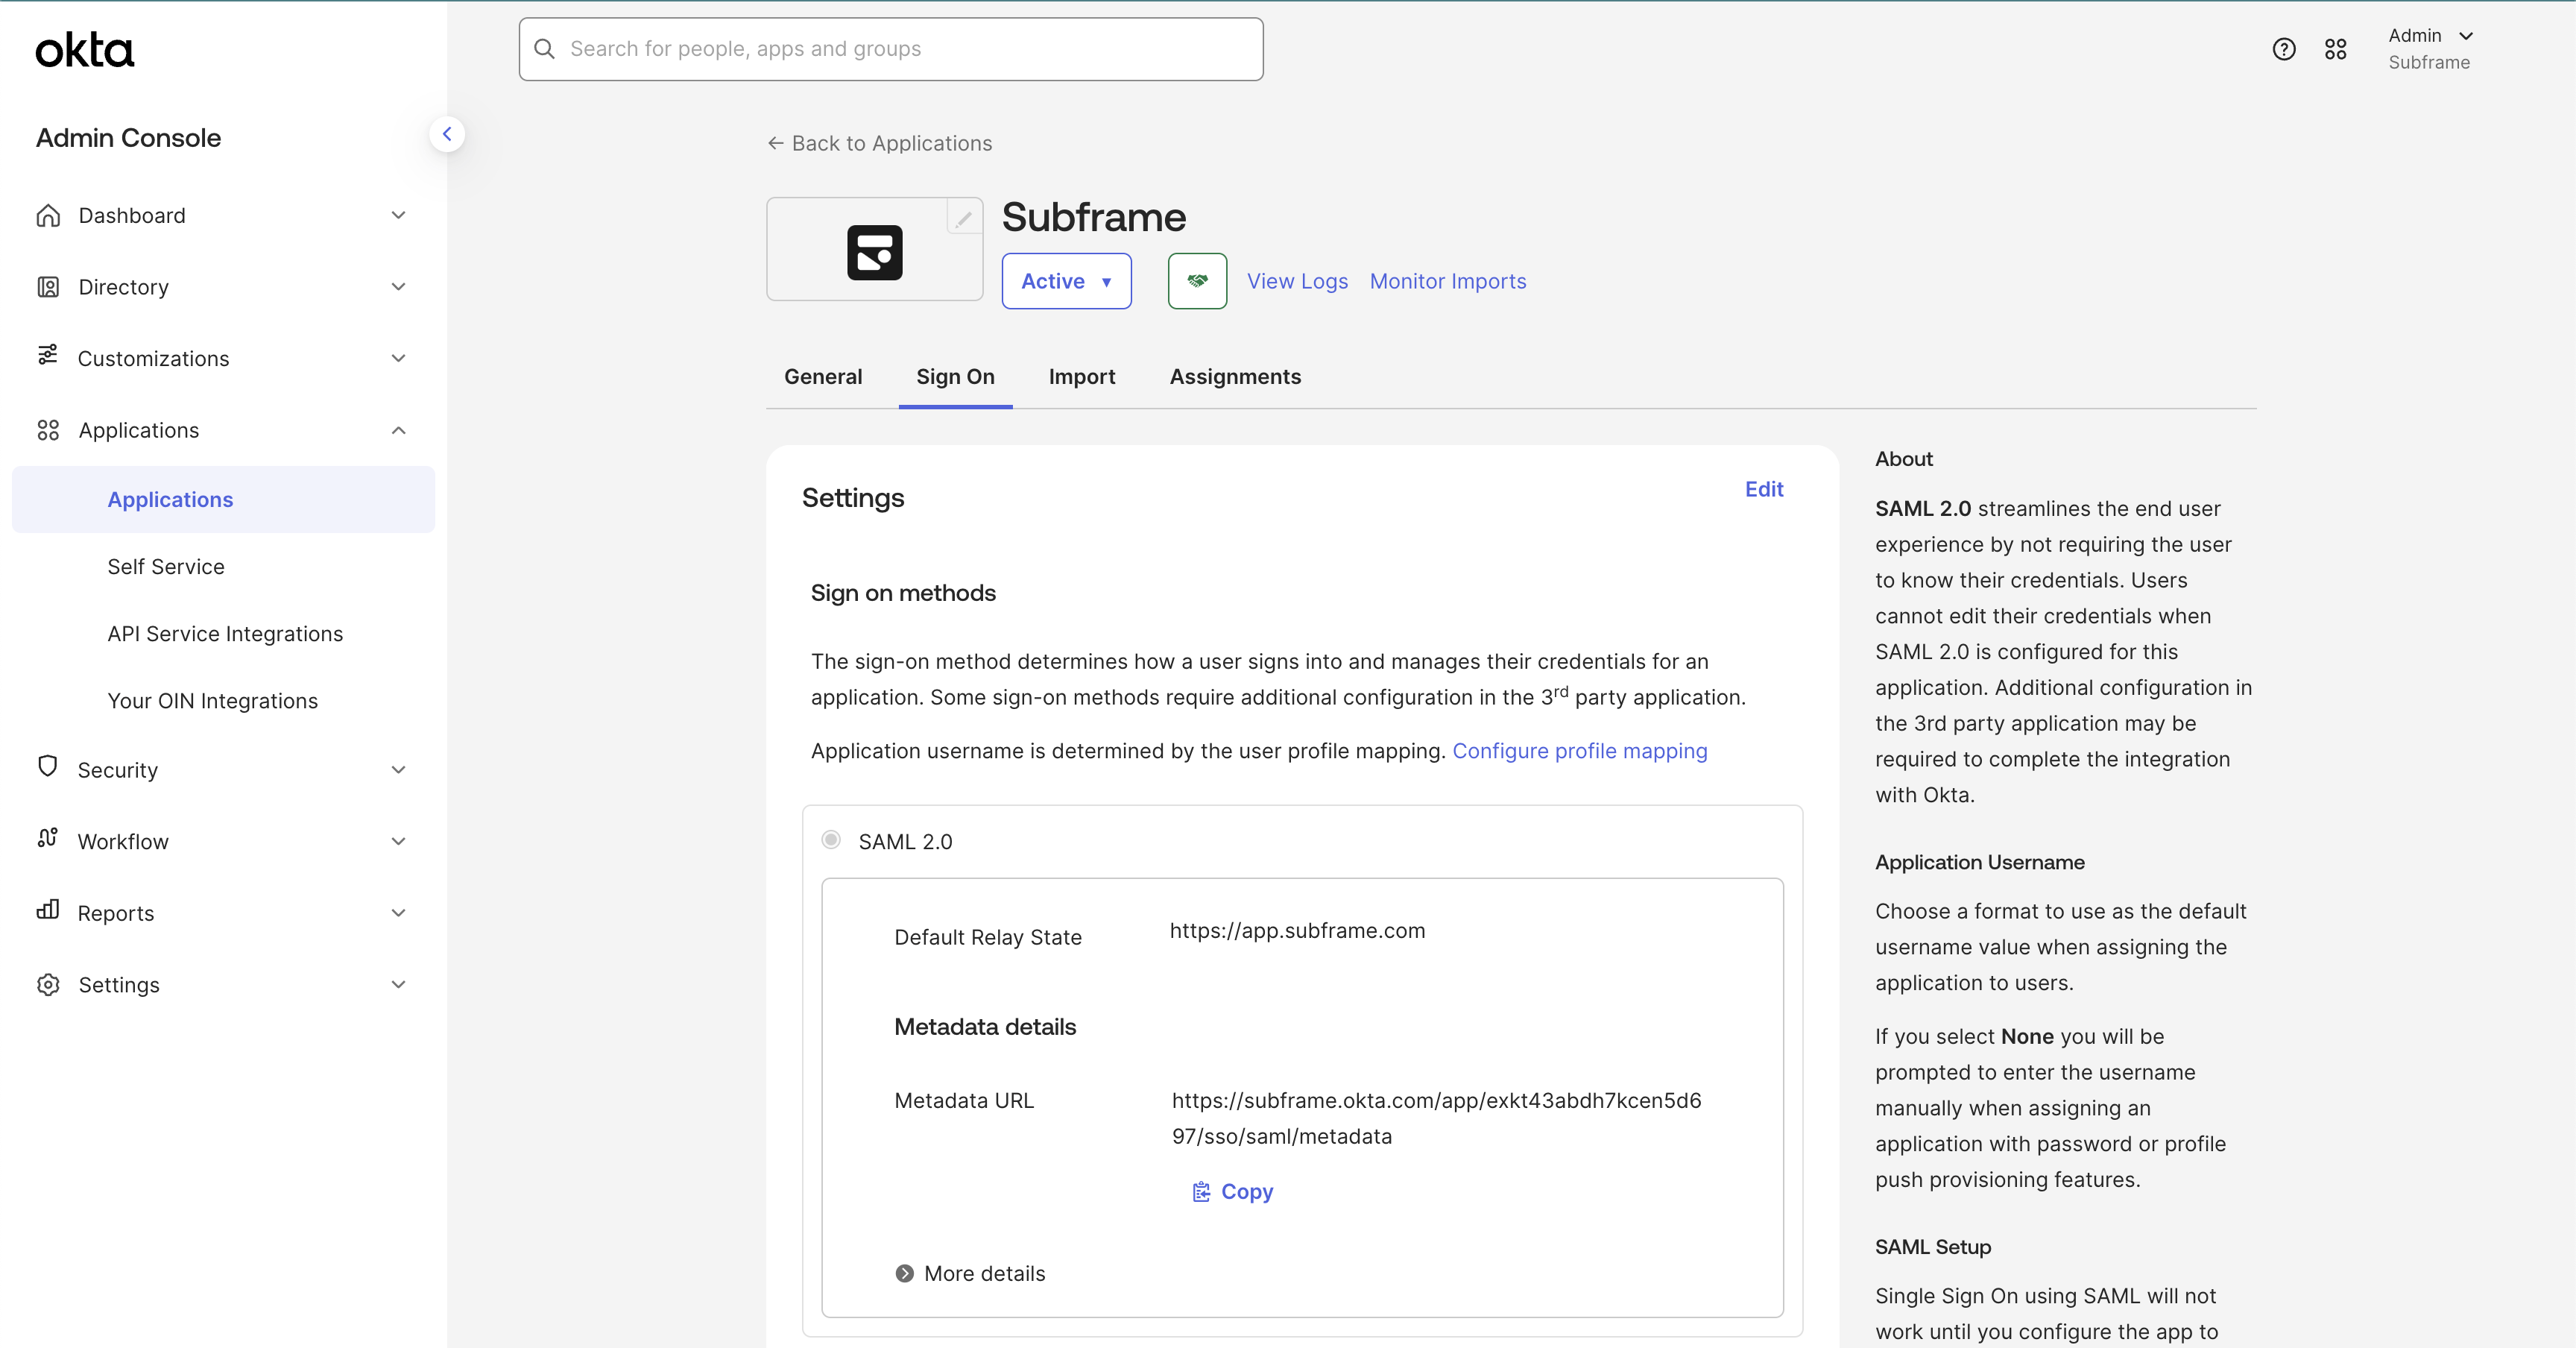 okta
Search for people, apps and groups
Admin
Subframe
Admin Console
Dashboard
Directory
Customizations
Applications
Applications
Self Service
API Service Integrations
Your OIN Integrations
Security
Workflow
Reports
Settings
← Back to Applications
Subframe
Active ▼
View Logs
Monitor Imports
General
Sign On
Import
Assignments
Settings
Edit
Sign on methods
The sign-on method determines how a user signs into and manages their credentials for an
application. Some sign-on methods require additional configuration in the 3rd party application.
Application username is determined by the user profile mapping. Configure profile mapping
SAML 2.0
Default Relay State
https://app.subframe.com
Metadata details
Metadata URL
https://subframe.okta.com/app/exkt43abdh7kcen5d6
97/sso/saml/metadata
Copy
More details
About
SAML 2.0 streamlines the end user
experience by not requiring the user
to know their credentials. Users
cannot edit their credentials when
SAML 2.0 is configured for this
application. Additional configuration in
the 3rd party application may be
required to complete the integration
with Okta.
Application Username
Choose a format to use as the default
username value when assigning the
application to users.
If you select None you will be
prompted to enter the username
manually when assigning an
application with password or profile
push provisioning features.
SAML Setup
Single Sign On using SAML will not
work until you configure the app to